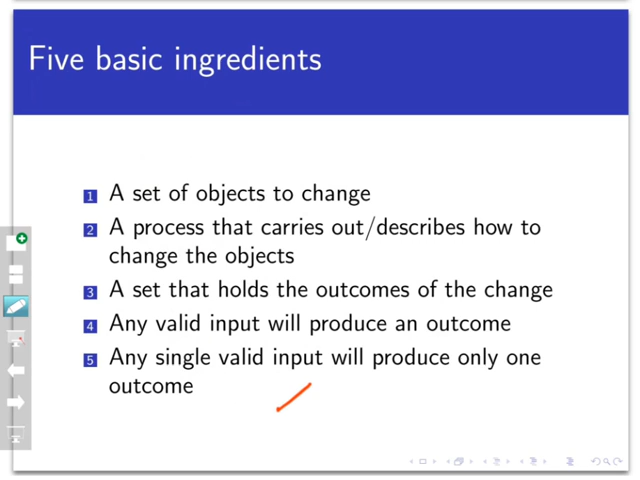 Five basic ingredients
1 A set of objects to change
2 A process that carries out/describes how to
change the objects
3 A set that holds the outcomes of the change
4 Any valid input will produce an outcome
5 Any single valid input will produce only one
outcome